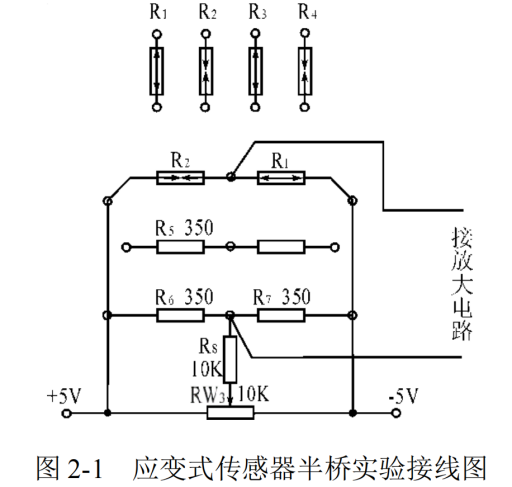 R1 R2 R3 R4
R2 R1
R5 350
R6 350 R7 350
R8
10K
RW3 10K
+5V -5V
接放大电路
图 2-1 应变式传感器半桥实验接线图